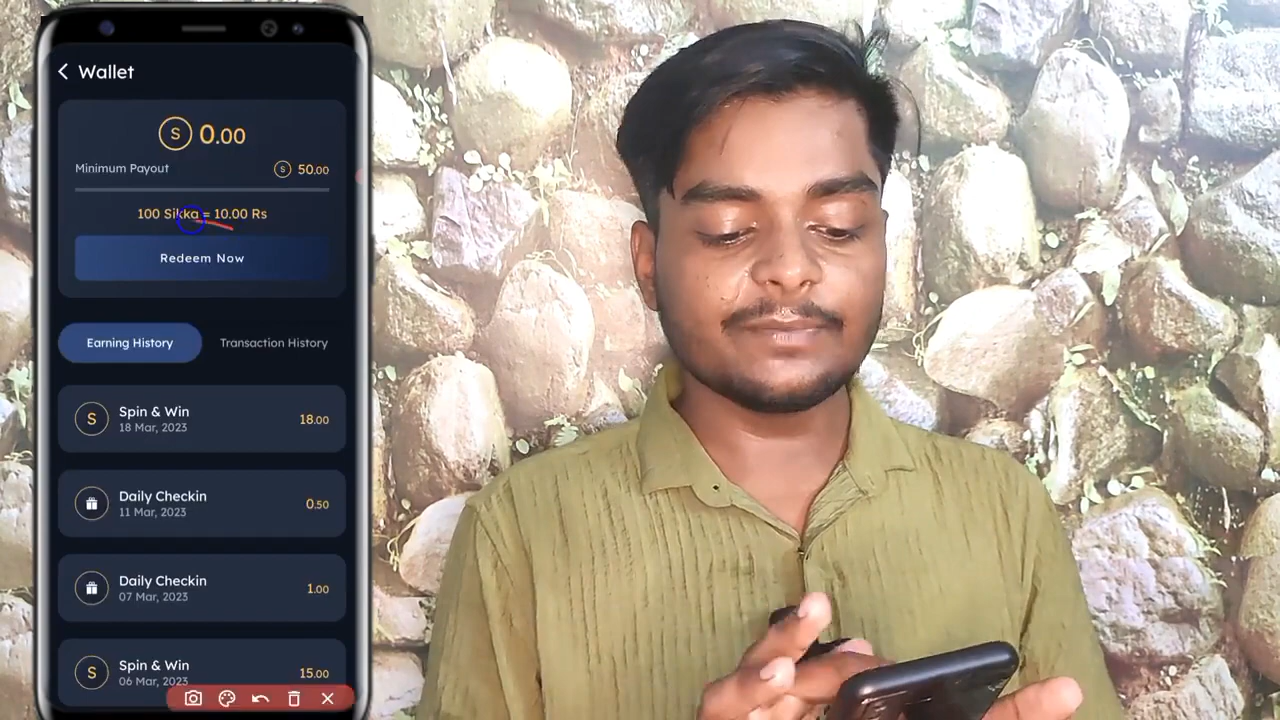 Wallet
S 0.00
Minimum Payout S 50.00
100 Sikka = 10.00 Rs
Redeem Now
Earning History Transaction History
S Spin & Win 18.00
18 Mar, 2023
Daily Checkin 0.50
11 Mar, 2023
Daily Checkin 1.00
07 Mar, 2023
S Spin & Win 15.00
06 Mar, 2023